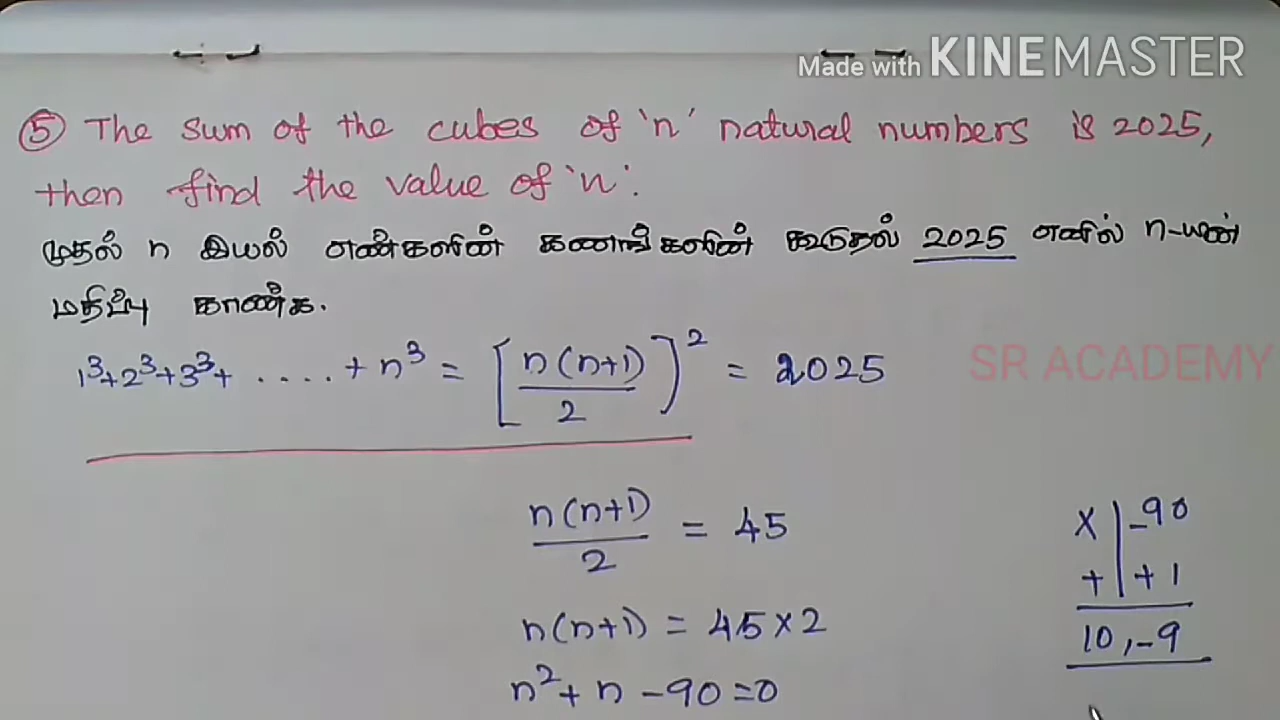 Made with KINEMASTER
⑤ The sum of the cubes of 'n' natural numbers is 2025,
then find the value of 'n'.
முதல் n இயல் எண்களின் கனங்களின் கூடுதல் 2025 எனில் n-யின்
மதிப்பு காண்க.
1³+2³+3³+ .... + n³ = [n(n+1)/2]² = 2025
SR ACADEMY
n(n+1)/2 = 45
n(n+1) = 45×2
n²+n-90=0
× | -90
+ | +1
10,-9